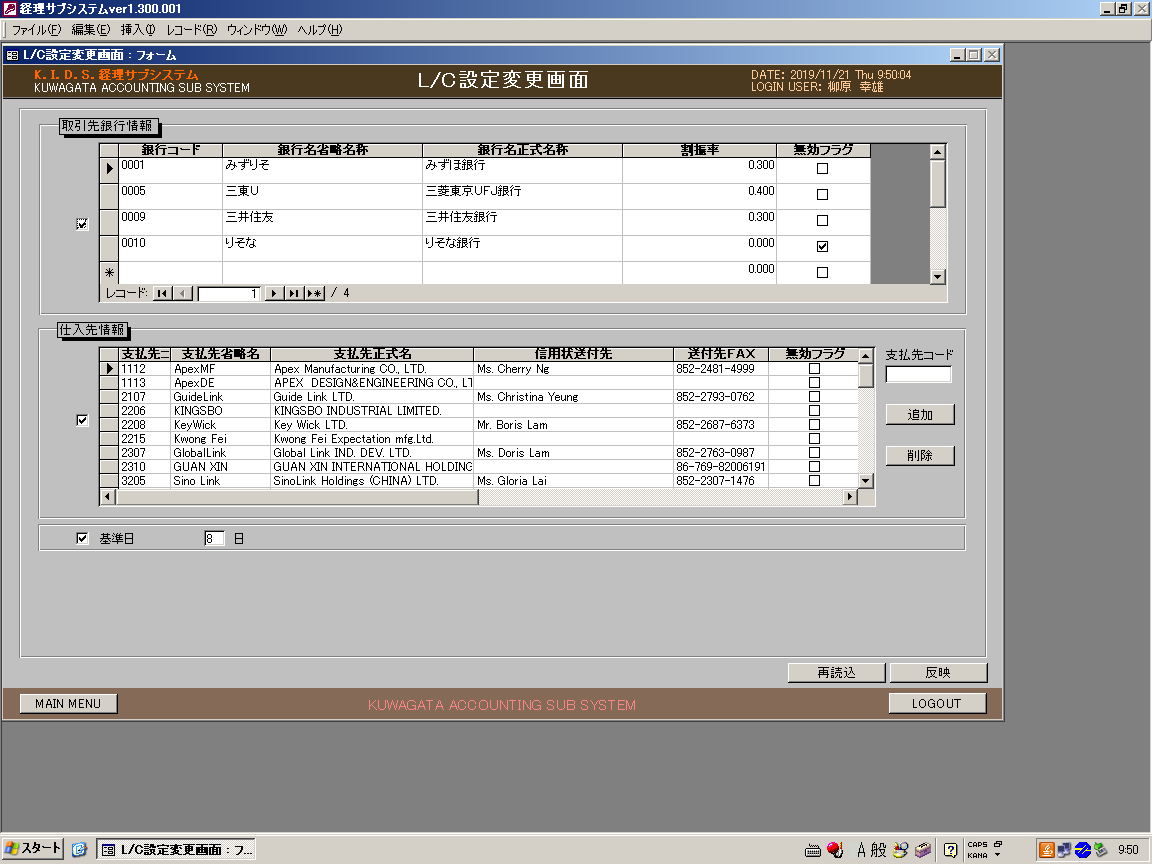 経理サブシステムver1.300.001
ファイル(F) 編集(E) 挿入(I) レコード(R) ウィンドウ(W) ヘルプ(H)
L/C設定変更画面 : フォーム
K.I.D.S.経理サブシステム
KUWAGATA ACCOUNTING SUB SYSTEM
L/C設定変更画面
DATE: 2019/11/21 Thu 9:50:04
LOGIN USER: 柳原 幸雄
取引先銀行情報
銀行コード 銀行名省略名称 銀行名正式名称 割振率 無効フラグ
0001 みずりそ みずほ銀行 0.300
0005 三東U 三菱東京UFJ銀行 0.400
0009 三井住友 三井住友銀行 0.300
0010 りそな りそな銀行 0.000
0.000
レコード: 1 / 4
仕入先情報
支払先コ 支払先省略名 支払先正式名 信用状送付先 送付先FAX 無効フラグ
1112 ApexMF Apex Manufacturing CO., LTD. Ms. Cherry Ng 852-2481-4999
1113 ApexDE APEX DESIGN&ENGINEERING CO., LT
2107 GuideLink Guide Link LTD. Ms. Christina Yeung 852-2793-0762
2206 KINGSBO KINGSBO INDUSTRIAL LIMITED.
2208 KeyWick Key Wick LTD. Mr. Boris Lam 852-2687-6373
2215 Kwong Fei Kwong Fei Expectation mfg.Ltd.
2307 GlobalLink Global Link IND. DEV. LTD. Ms. Doris Lam 852-2763-0987
2310 GUAN XIN GUAN XIN INTERNATIONAL HOLDING 86-769-82006191
3205 Sino Link SinoLink Holdings (CHINA) LTD. Ms. Gloria Lai 852-2307-1476
支払先コード
追加
削除
基準日 8 日
再読込 反映
MAIN MENU KUWAGATA ACCOUNTING SUB SYSTEM LOGOUT
スタート L/C設定変更画面 : フ... A 般 CAPS KANA 9:50